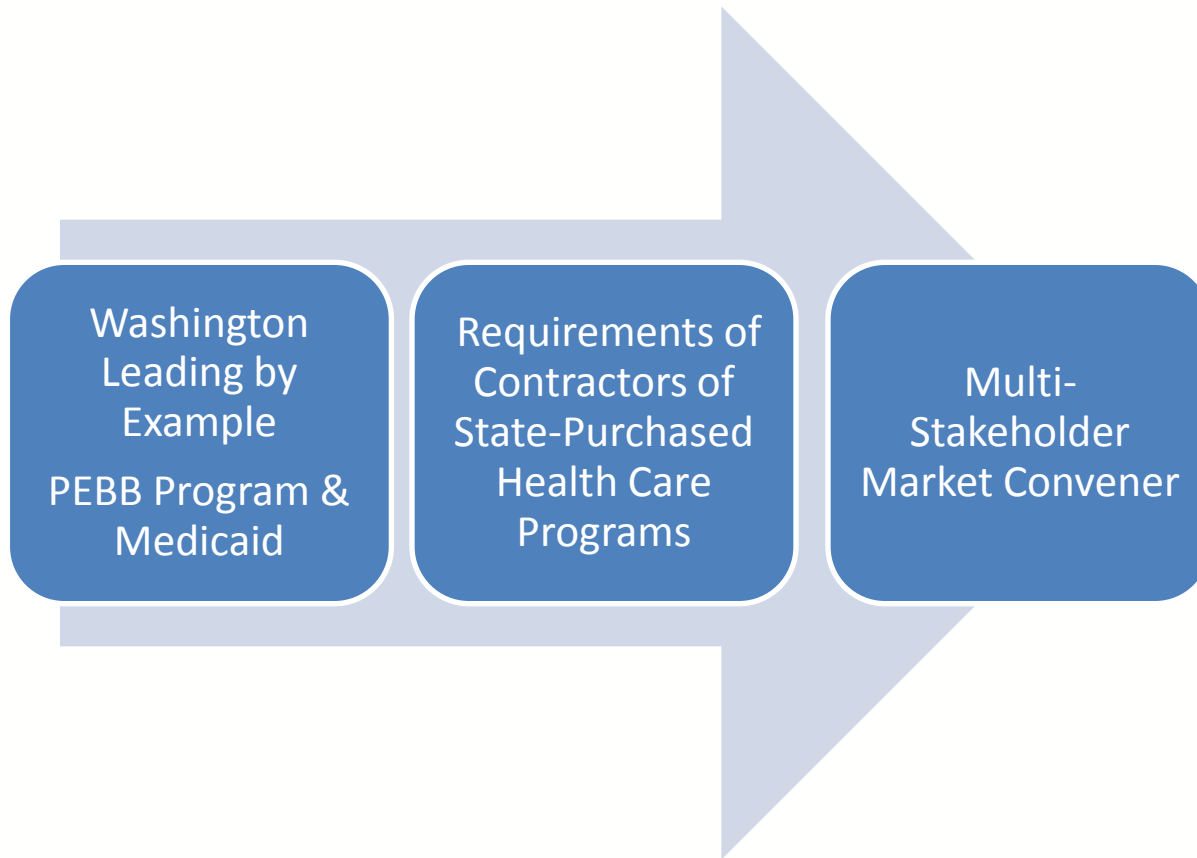 Washington
Leading by
Example
PEBB Program &
Medicaid
Requirements of
Contractors of
State-Purchased
Health Care
Programs
Multi-
Stakeholder
Market Convener